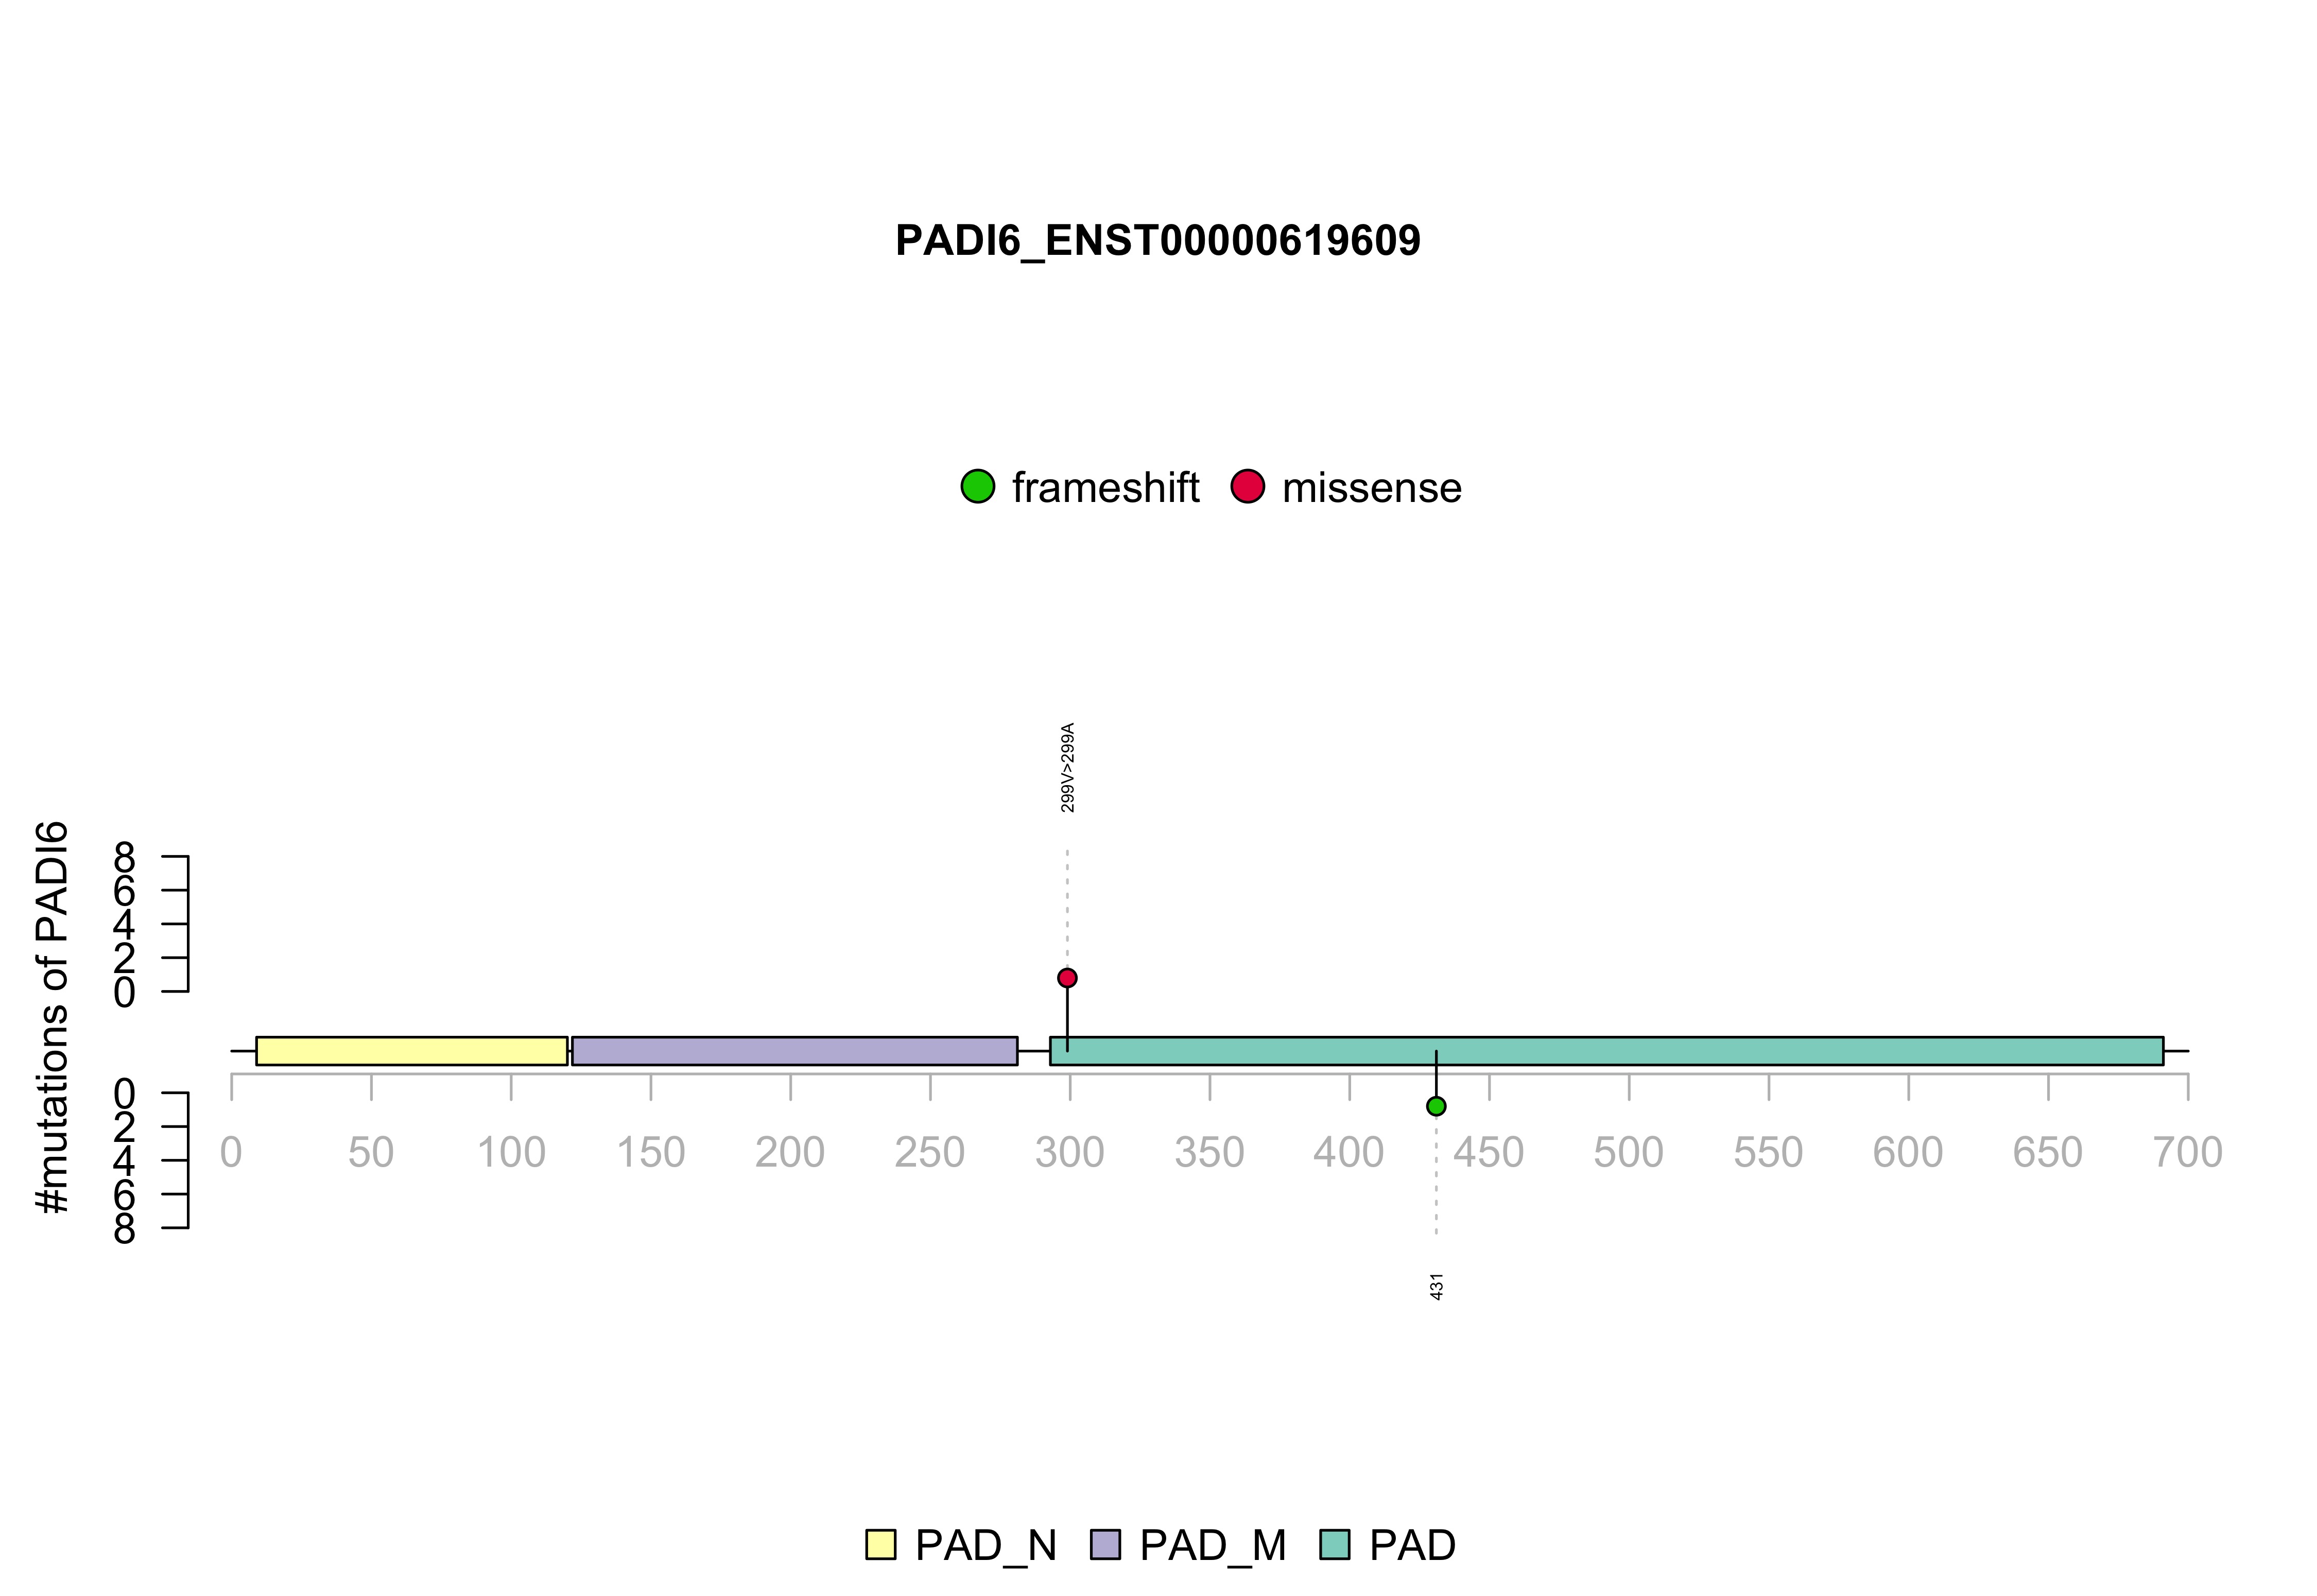 PADI6_ENST00000619609
frameshift missense
299V>299A
#mutations of PADI6
8
6
4
2
0
0
2
4
6
8
0 50 100 150 200 250 300 350 400 450 500 550 600 650 700
431
PAD_N PAD_M PAD